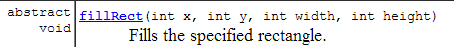 abstract void
fillRect(int x, int y, int width, int height)
Fills the specified rectangle.